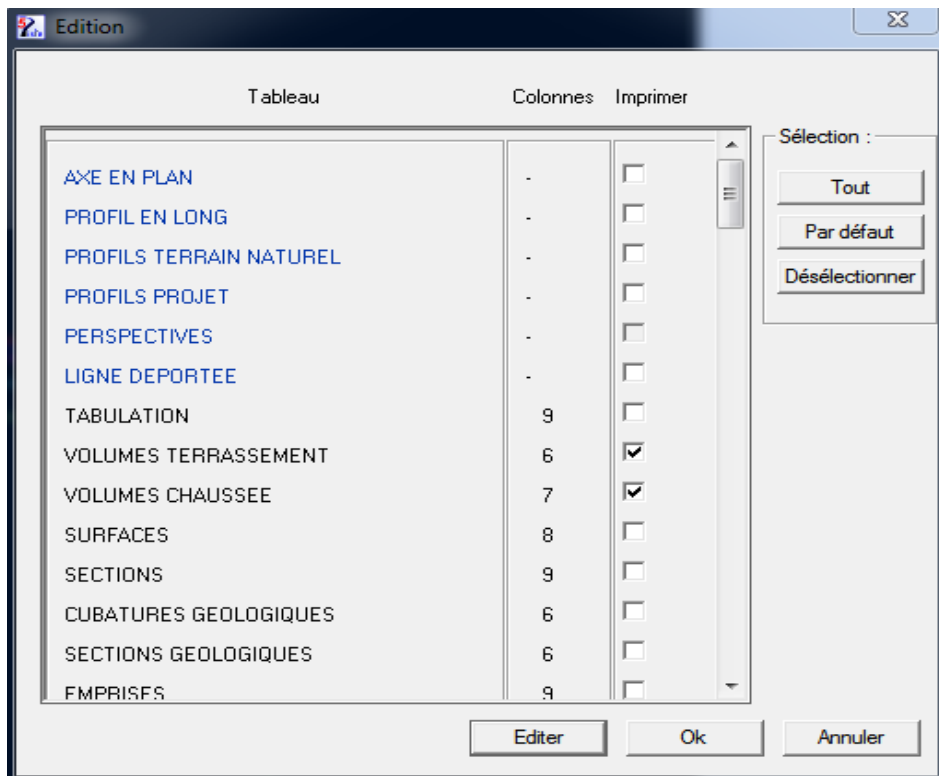 Edition
Tableau Colonnes Imprimer
Sélection :
AXE EN PLAN -
Tout
PROFIL EN LONG -
Par défaut
PROFILS TERRAIN NATUREL -
Désélectionner
PROFILS PROJET -
PERSPECTIVES -
LIGNE DEPORTEE -
TABULATION 9
VOLUMES TERRASSEMENT 6
VOLUMES CHAUSSEE 7
SURFACES 8
SECTIONS 9
CUBATURES GEOLOGIQUES 6
SECTIONS GEOLOGIQUES 6
EMPRISES 9
Editer Ok Annuler